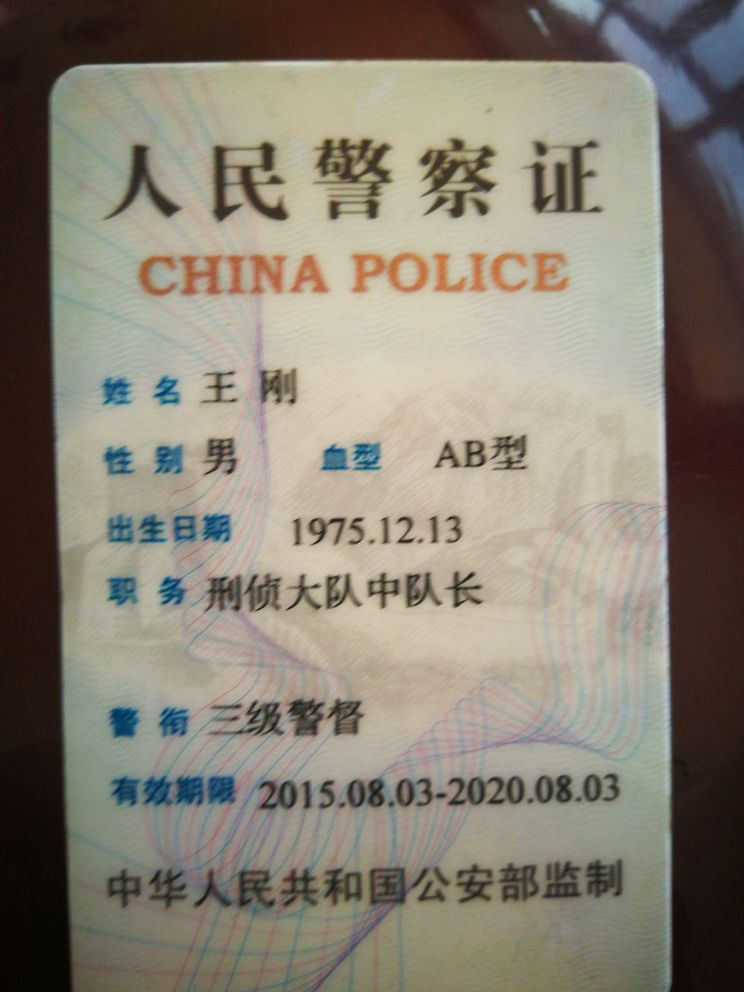 人民警察证
CHINA POLICE
姓名 王刚
性别 男 血型 AB型
出生日期 1975.12.13
职务 刑侦大队中队长
警衔 三级警督
有效期限 2015.08.03-2020.08.03
中华人民共和国公安部监制